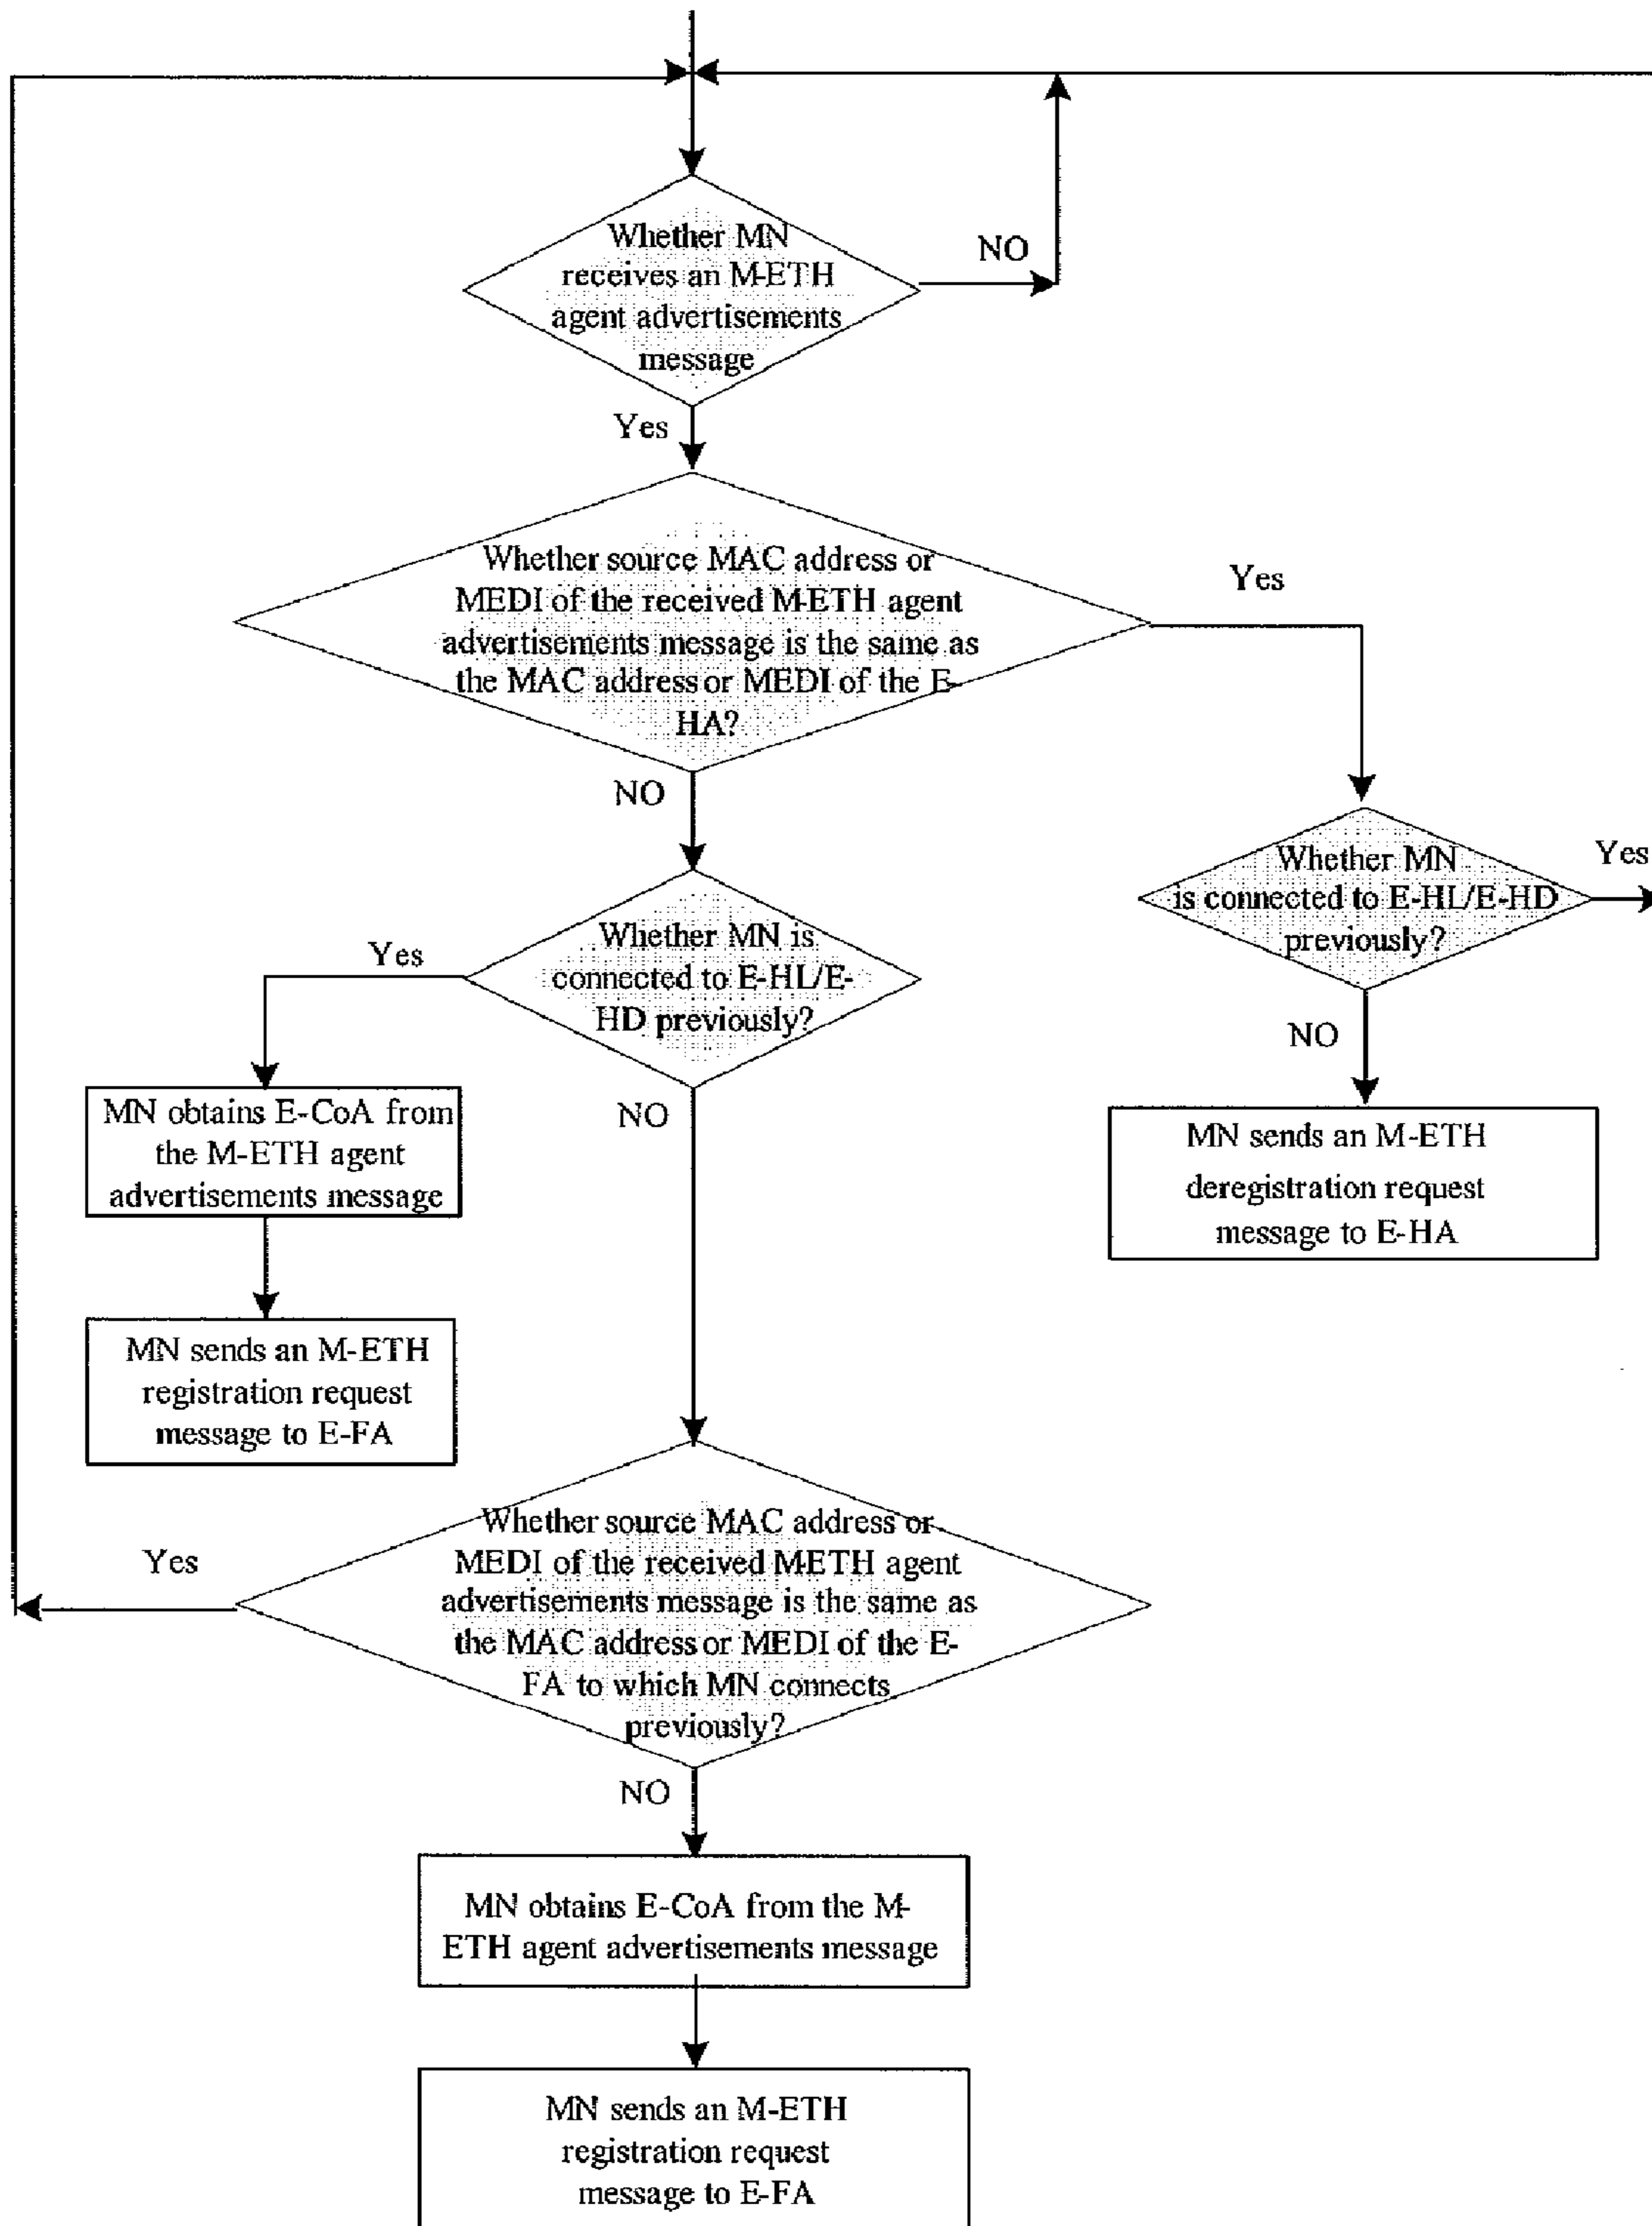 Whether MN
receives an M-ETH
agent advertisements
message
NO
Yes
Whether source MAC address or
MEDI of the received M-ETH agent
advertisements message is the same as
the MAC address or MEDI of the E-
HA?
Yes
NO
Whether MN
is connected to E-HL/E-HD
previously?
Yes
NO
MN sends an M-ETH
deregistration request
message to E-HA
Whether MN is
connected to E-HL/E-
HD previously?
Yes
NO
MN obtains E-CoA from
the M-ETH agent
advertisements message
MN sends an M-ETH
registration request
message to E-FA
Whether source MAC address or
MEDI of the received M-ETH agent
advertisements message is the same as
the MAC address or MEDI of the E-
FA to which MN connects
previously?
Yes
NO
MN obtains E-CoA from the M-
ETH agent advertisements message
MN sends an M-ETH
registration request
message to E-FA